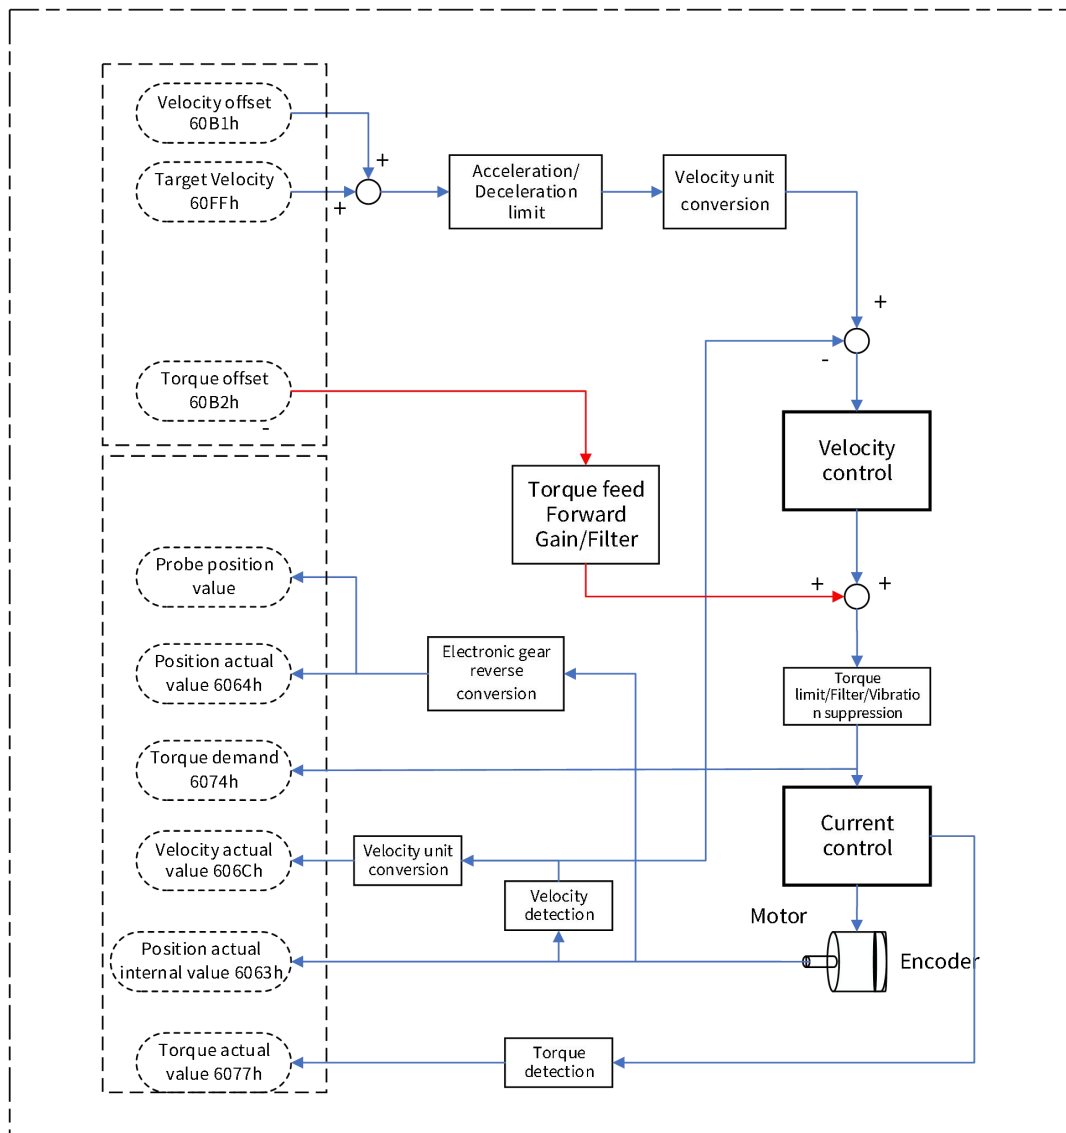 Velocity offset
60B1h
+
Target Velocity
60FFh
+
Acceleration/
Deceleration
limit
Velocity unit
conversion
+
-
Torque offset
60B2h
-
Velocity
control
Torque feed
Forward
Gain/Filter
+
+
Probe position
value
Position actual
value 6064h
Electronic gear
reverse
conversion
Torque
limit/Filter/Vibratio
n suppression
Torque demand
6074h
Current
control
Velocity actual
value 606Ch
Velocity unit
conversion
Velocity
detection
Motor
Encoder
Position actual
internal value 6063h
Torque actual
value 6077h
Torque
detection